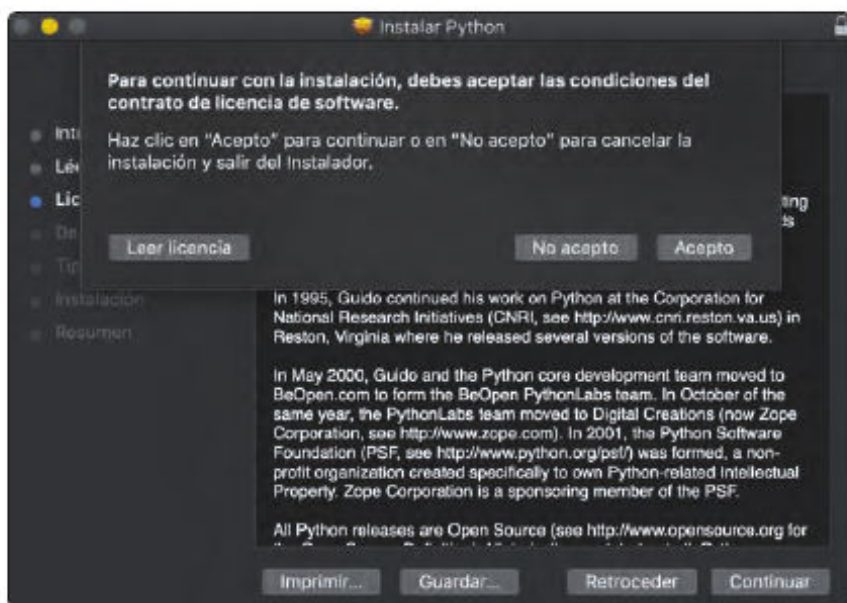 Instalar Python
Para continuar con la instalación, debes aceptar las condiciones del
contrato de licencia de software.
Haz clic en "Acepto" para continuar o en "No acepto" para cancelar la
instalación y salir del Instalador.
Leer licencia
No acepto
Acepto
Lic
Instalación
Resumen
In 1995, Guido continued his work on Python at the Corporation for
National Research Initiatives (CNRI, see http://www.cnri.reston.va.us) in
Reston, Virginia where he released several versions of the software.
In May 2000, Guido and the Python core development team moved to
BeOpen.com to form the BeOpen PythonLabs team. In October of the
same year, the PythonLabs team moved to Digital Creations (now Zope
Corporation, see http://www.zope.com). In 2001, the Python Software
Foundation (PSF, see http://www.python.org/psf/) was formed, a non-
profit organization created specifically to own Python-related Intellectual
Property. Zope Corporation is a sponsoring member of the PSF.
All Python releases are Open Source (see http://www.opensource.org for
Imprimir...
Guardar...
Retroceder
Continuar